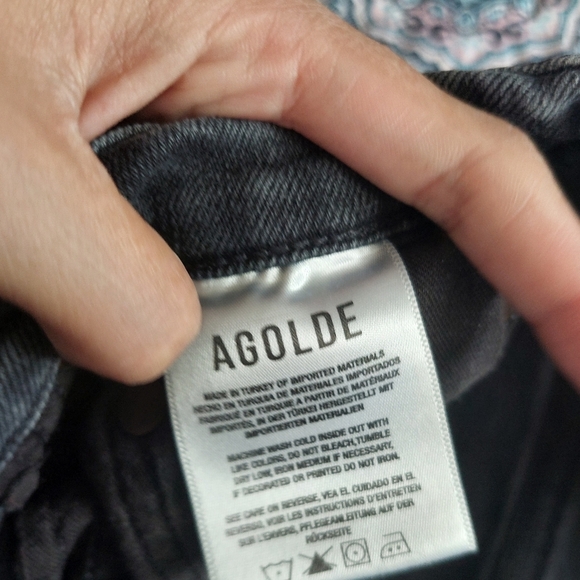 AGOLDE
MADE IN TURKEY OF IMPORTED MATERIALS
HECHO EN TURQUIA DE MATERIALES IMPORTADOS
FABRIQUÉ EN TURQUIE A PARTIR DE MATÉRIAUX
IMPORTÉS, IN DER TÜRKEI HERGESTELLT MIT
IMPORTIERTEN MATERIALIEN
MACHINE WASH COLD INSIDE OUT WITH
LIKE COLORS, DO NOT BLEACH,TUMBLE
DRY LOW, IRON MEDIUM IF NECESSARY,
IF DECORATED OR PRINTED DO NOT IRON.
SEE CARE ON REVERSE, VEA EL CUIDADO EN EL
REVERSO, VOIR LES INSTRUCTIONS D'ENTRETIEN
SUR L'ENVERS, PFLEGEANLEITUNG AUF DER
RÜCKSEITE